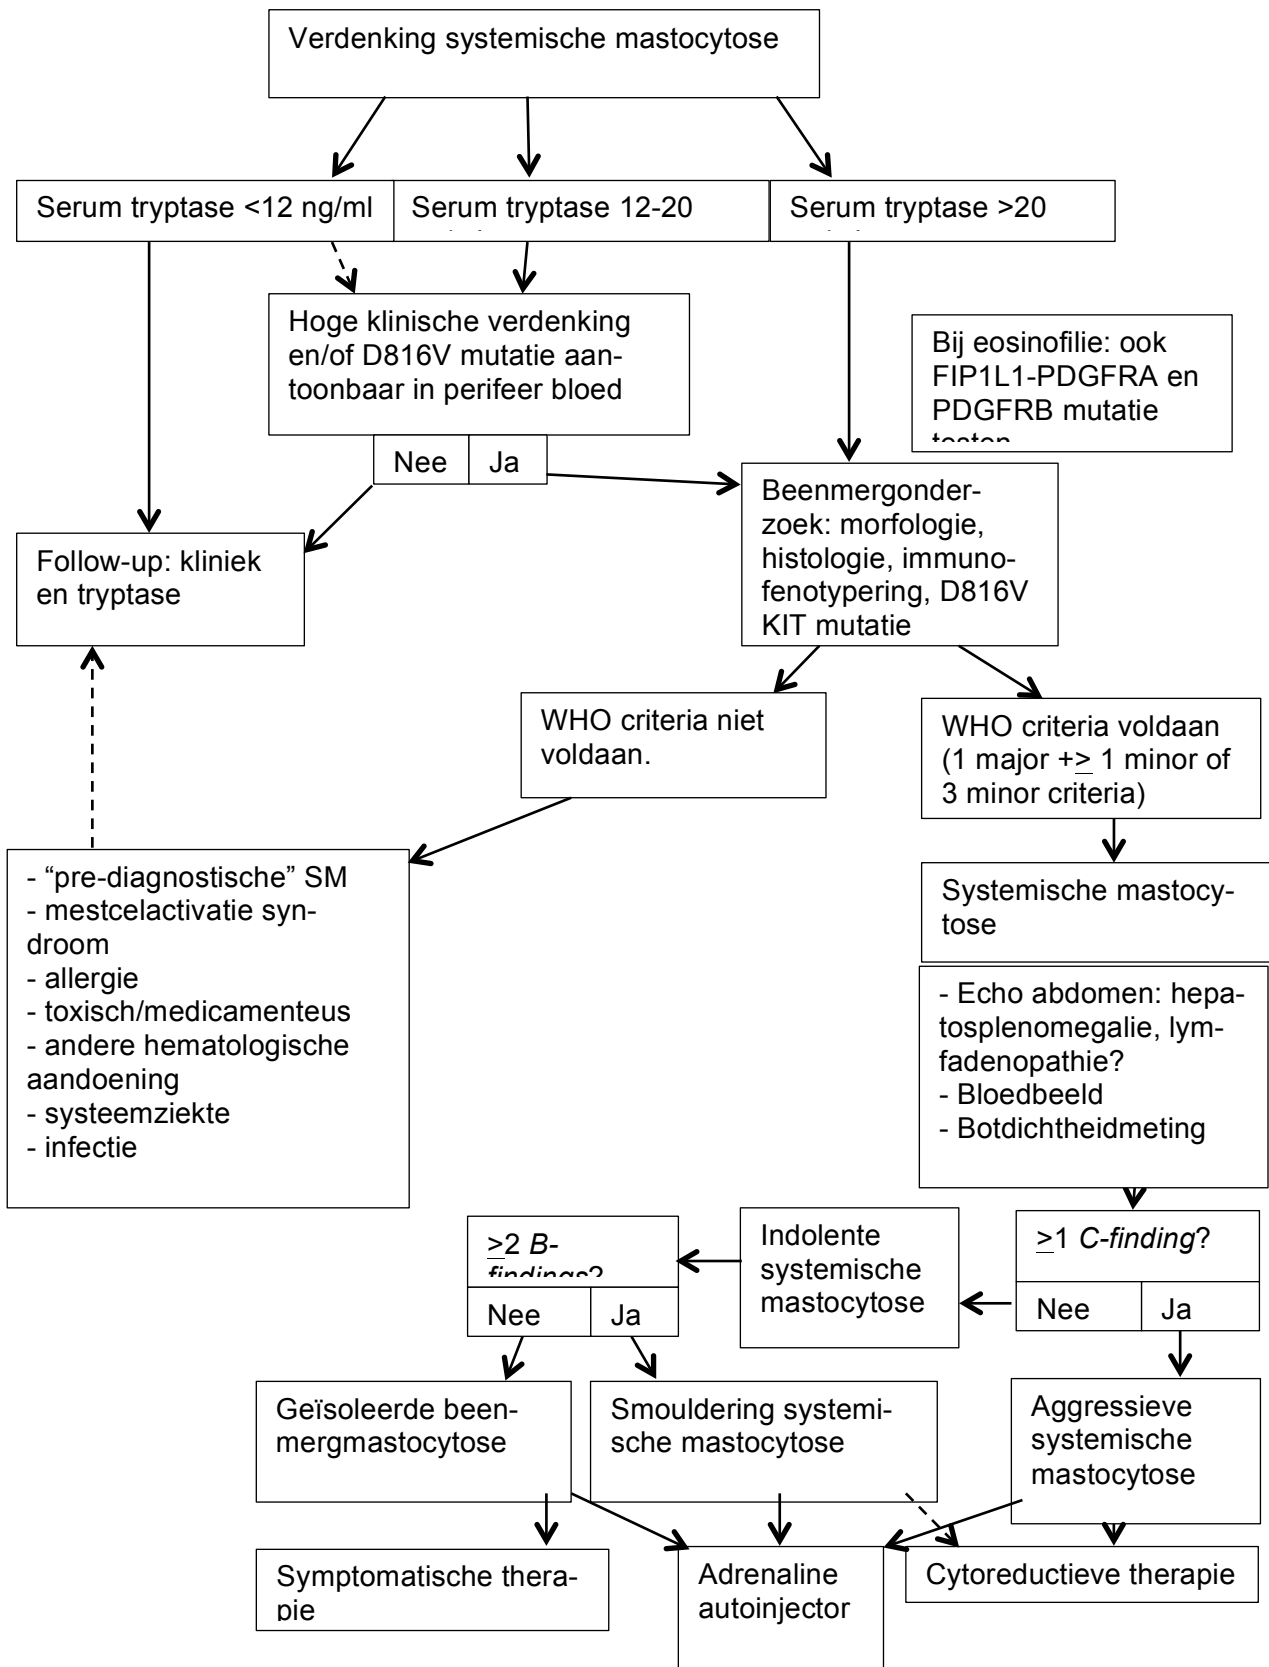 Verdenking systemische mastocytose
Serum tryptase <12 ng/ml
Serum tryptase 12-20
Serum tryptase >20
Hoge klinische verdenking
en/of D816V mutatie aan-
toonbaar in perifeer bloed
Nee
Ja
Bij eosinofilie: ook
FIP1L1-PDGFRA en
PDGFRB mutatie
testen
Follow-up: kliniek
en tryptase
Beenmergonder-
zoek: morfologie,
histologie, immuno-
fenotypering, D816V
KIT mutatie
WHO criteria niet
voldaan.
WHO criteria voldaan
(1 major +≥ 1 minor of
3 minor criteria)
- “pre-diagnostische” SM
- mestcelactivatie syn-
droom
- allergie
- toxisch/medicamenteus
- andere hematologische
aandoening
- systeemziekte
- infectie
Systemische mastocy-
tose
- Echo abdomen: hepa-
tosplenomegalie, lym-
fadenopathie?
- Bloedbeeld
- Botdichtheidmeting
≥2 B-
findings?
Nee
Ja
Indolente
systemische
mastocytose
≥1 C-finding?
Nee
Ja
Geïsoleerde been-
mergmastocytose
Smouldering systemi-
sche mastocytose
Aggressieve
systemische
mastocytose
Symptomatische thera-
pie
Adrenaline
autoinjector
Cytoreductieve therapie